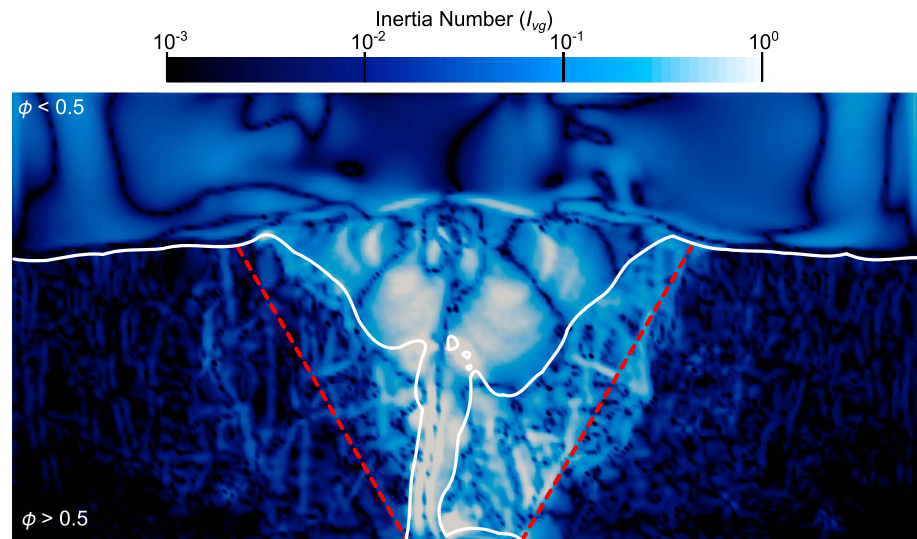 Inertia Number (I_vg)
10^-3 10^-2 10^-1 10^0
ϕ < 0.5
ϕ > 0.5